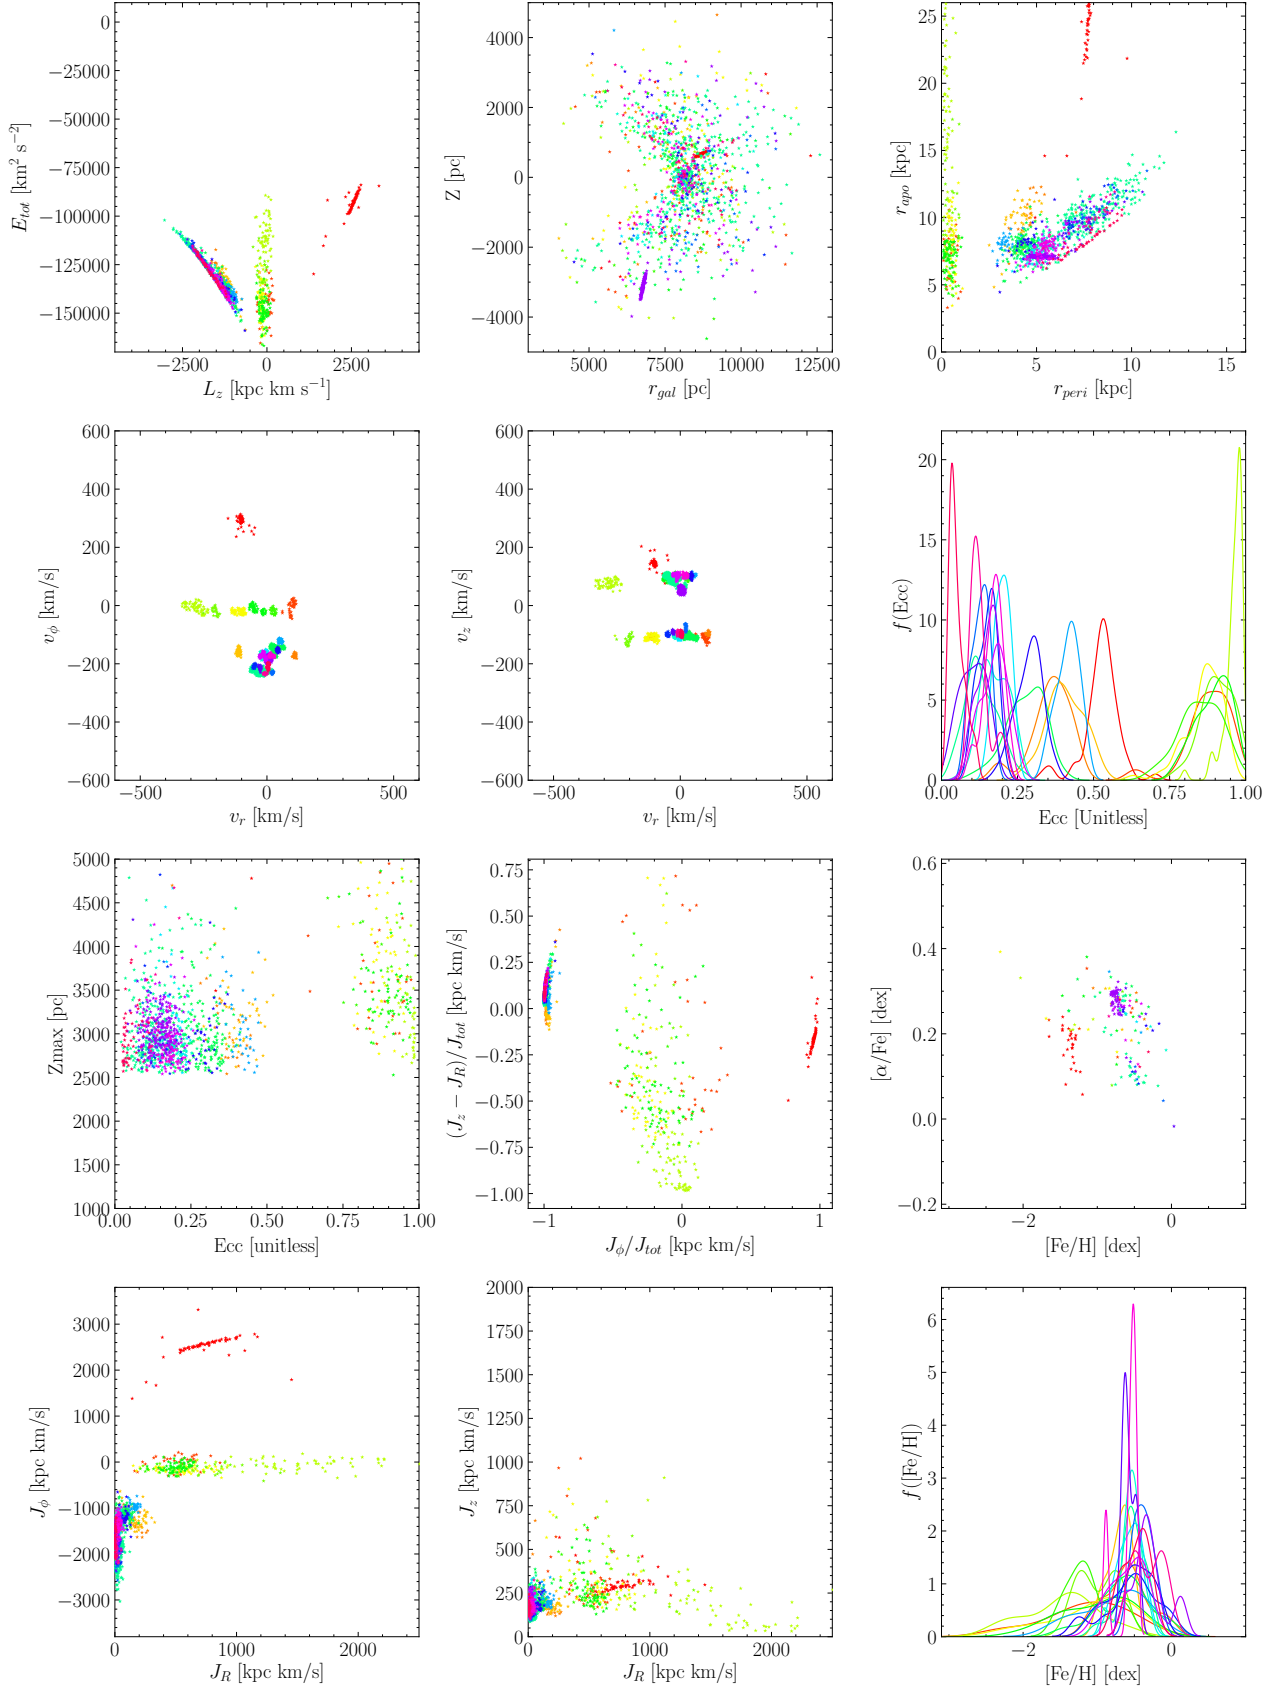 0
−25000
−50000
−75000
−100000
−125000
−150000
E_tot [km² s⁻²]
−2500 0 2500
L_z [kpc km s⁻¹]
4000
2000
0
−2000
−4000
Z [pc]
5000 7500 10000 12500
r_gal [pc]
25
20
15
10
5
0
r_apo [kpc]
0 5 10 15
r_peri [kpc]
600
400
200
0
−200
−400
−600
v_ϕ [km/s]
−500 0 500
v_r [km/s]
600
400
200
0
−200
−400
−600
v_z [km/s]
−500 0 500
v_r [km/s]
20
15
10
5
0
f(Ecc)
0.00 0.25 0.50 0.75 1.00
Ecc [Unitless]
5000
4500
4000
3500
3000
2500
2000
1500
1000
Zmax [pc]
0.00 0.25 0.50 0.75 1.00
Ecc [unitless]
0.75
0.50
0.25
0.00
−0.25
−0.50
−0.75
−1.00
(J_z − J_R)/J_tot [kpc km/s]
−1 0 1
J_ϕ/J_tot [kpc km/s]
0.6
0.4
0.2
0.0
−0.2
[α/Fe] [dex]
−2 0
[Fe/H] [dex]
3000
2000
1000
0
−1000
−2000
−3000
J_ϕ [kpc km/s]
0 1000 2000
J_R [kpc km/s]
2000
1750
1500
1250
1000
750
500
250
0
J_z [kpc km/s]
0 1000 2000
J_R [kpc km/s]
6
5
4
3
2
1
0
f([Fe/H])
−2 0
[Fe/H] [dex]